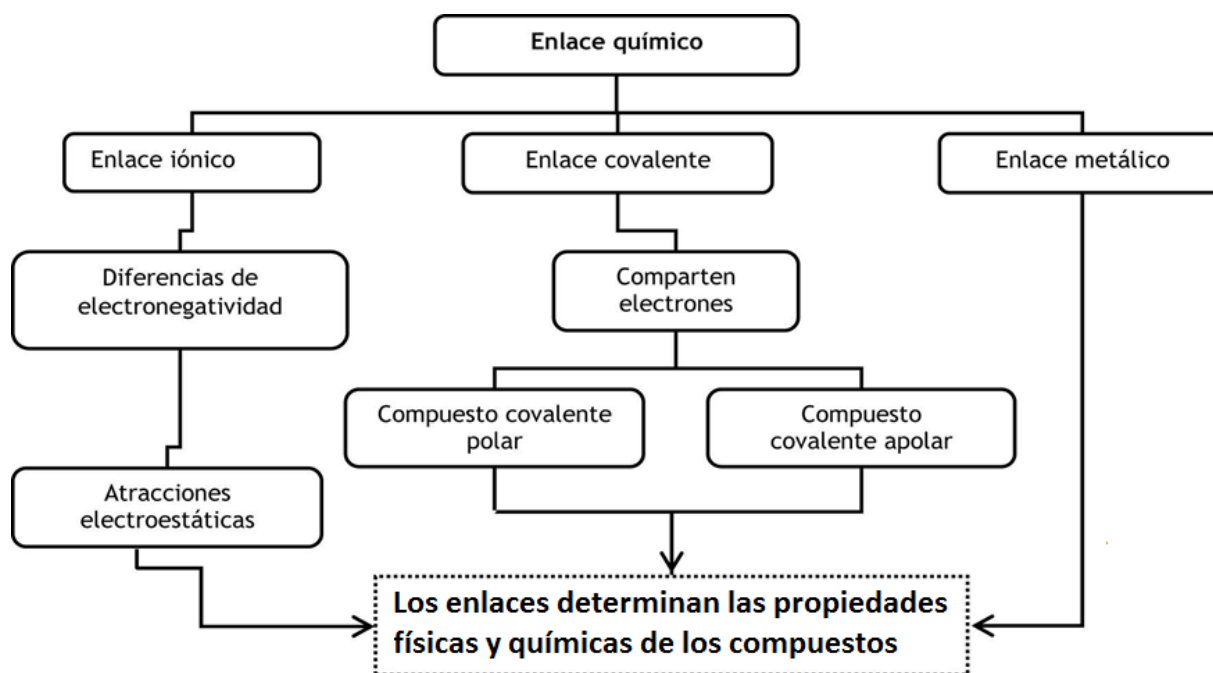 Enlace químico
Enlace iónico
Enlace covalente
Enlace metálico
Diferencias de
electronegatividad
Comparten
electrones
Compuesto covalente
polar
Compuesto
covalente apolar
Atracciones
electroestáticas
Los enlaces determinan las propiedades
físicas y químicas de los compuestos